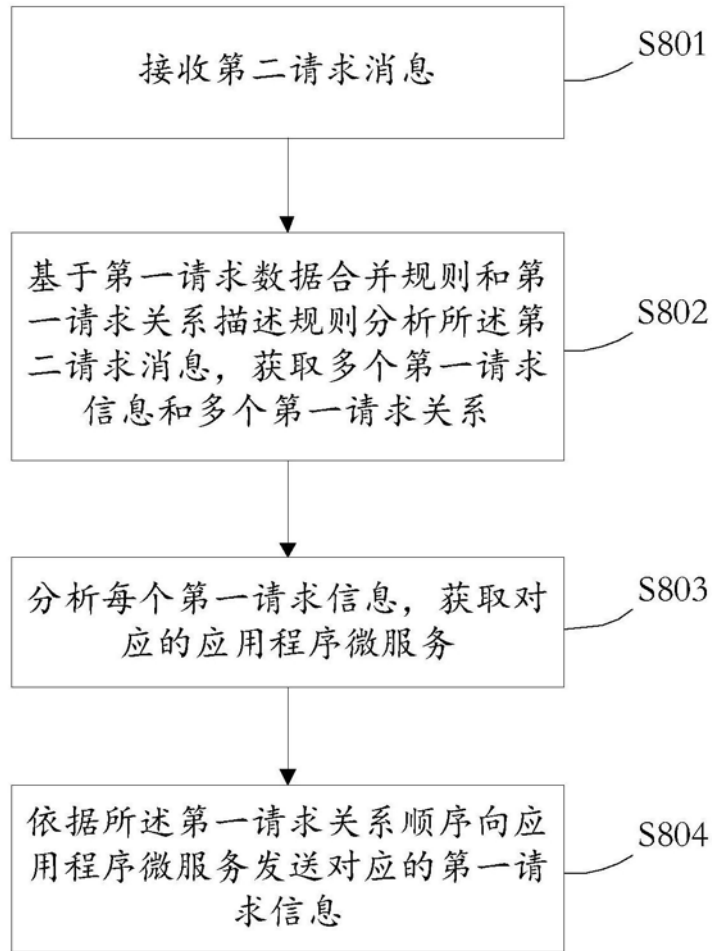 接收第二请求消息
S801
基于第一请求数据合并规则和第
一请求关系描述规则分析所述第
二请求消息，获取多个第一请求
信息和多个第一请求关系
S802
分析每个第一请求信息，获取对
应的应用程序微服务
S803
依据所述第一请求关系顺序向应
用程序微服务发送对应的第一请
求信息
S804